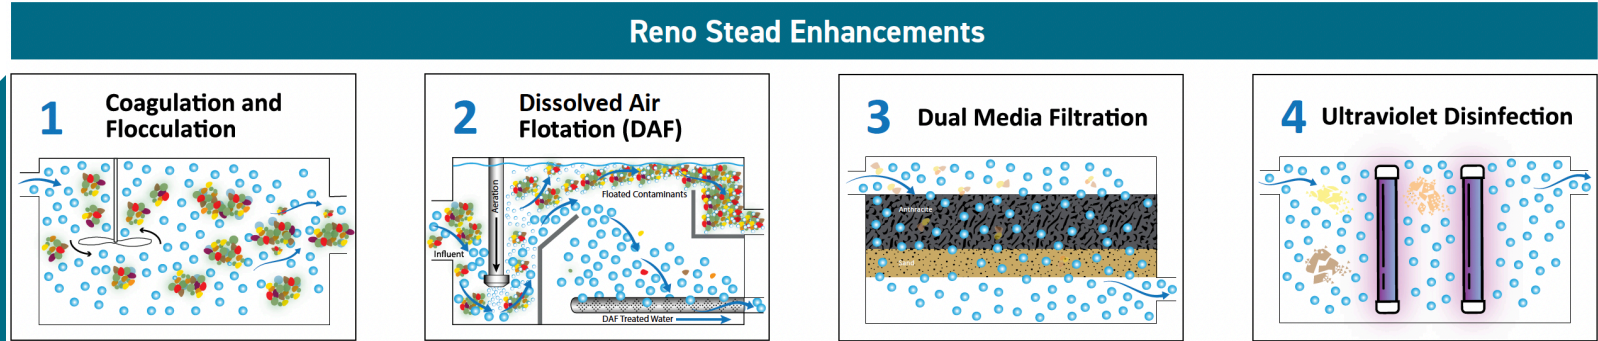 Reno Stead Enhancements
1
Coagulation and
Flocculation
2
Dissolved Air
Flotation (DAF)
Aeration
Floated Contaminants
Influent
DAF Treated Water
3
Dual Media Filtration
Anthracite
Sand
4
Ultraviolet Disinfection